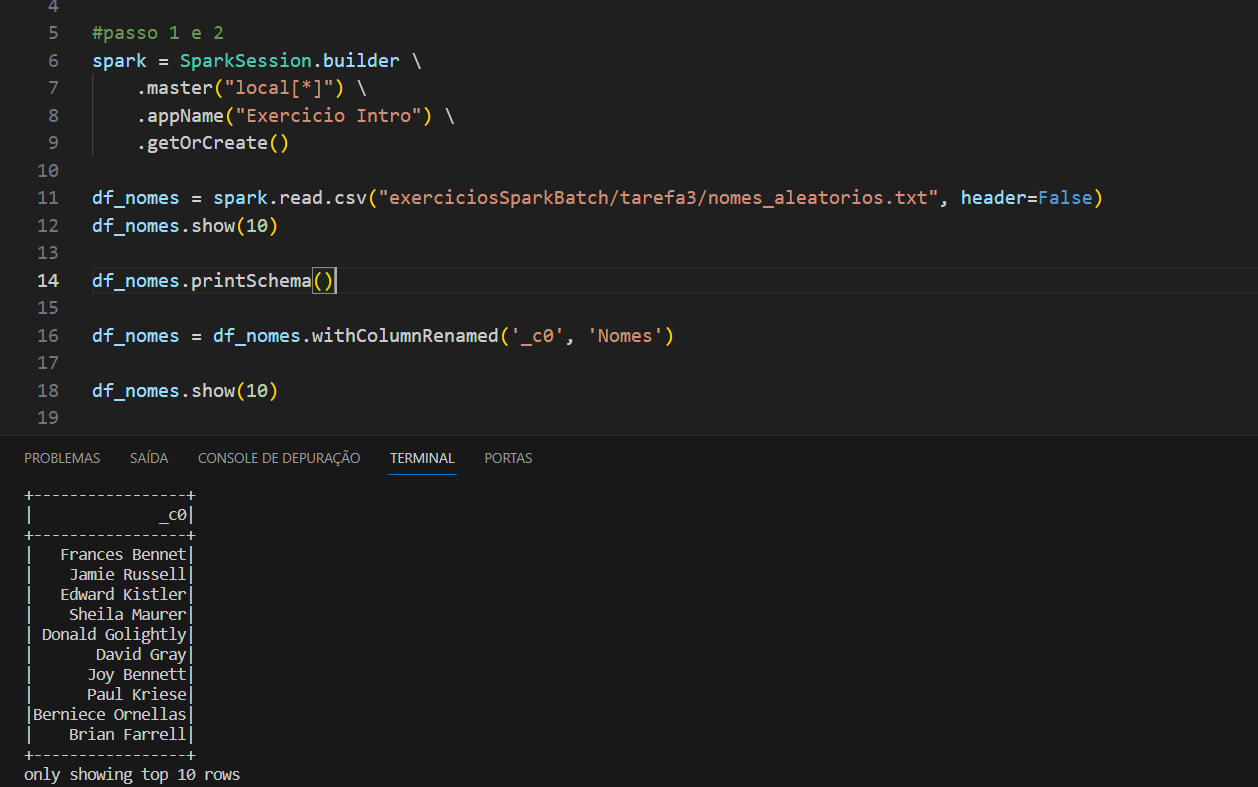 4
5 #passo 1 e 2
6 spark = SparkSession.builder \
7     .master("local[*]") \
8     .appName("Exercicio Intro") \
9     .getOrCreate()
10
11 df_nomes = spark.read.csv("exerciciosSparkBatch/tarefa3/nomes_aleatorios.txt", header=False)
12 df_nomes.show(10)
13
14 df_nomes.printSchema()
15
16 df_nomes = df_nomes.withColumnRenamed('_c0', 'Nomes')
17
18 df_nomes.show(10)
19
PROBLEMAS SAÍDA CONSOLE DE DEPURAÇÃO TERMINAL PORTAS
+-----------------+
|              _c0|
+-----------------+
|   Frances Bennet|
|    Jamie Russell|
|   Edward Kistler|
|    Sheila Maurer|
| Donald Golightly|
|       David Gray|
|      Joy Bennett|
|      Paul Kriese|
|Berniece Ornellas|
|    Brian Farrell|
+-----------------+
only showing top 10 rows